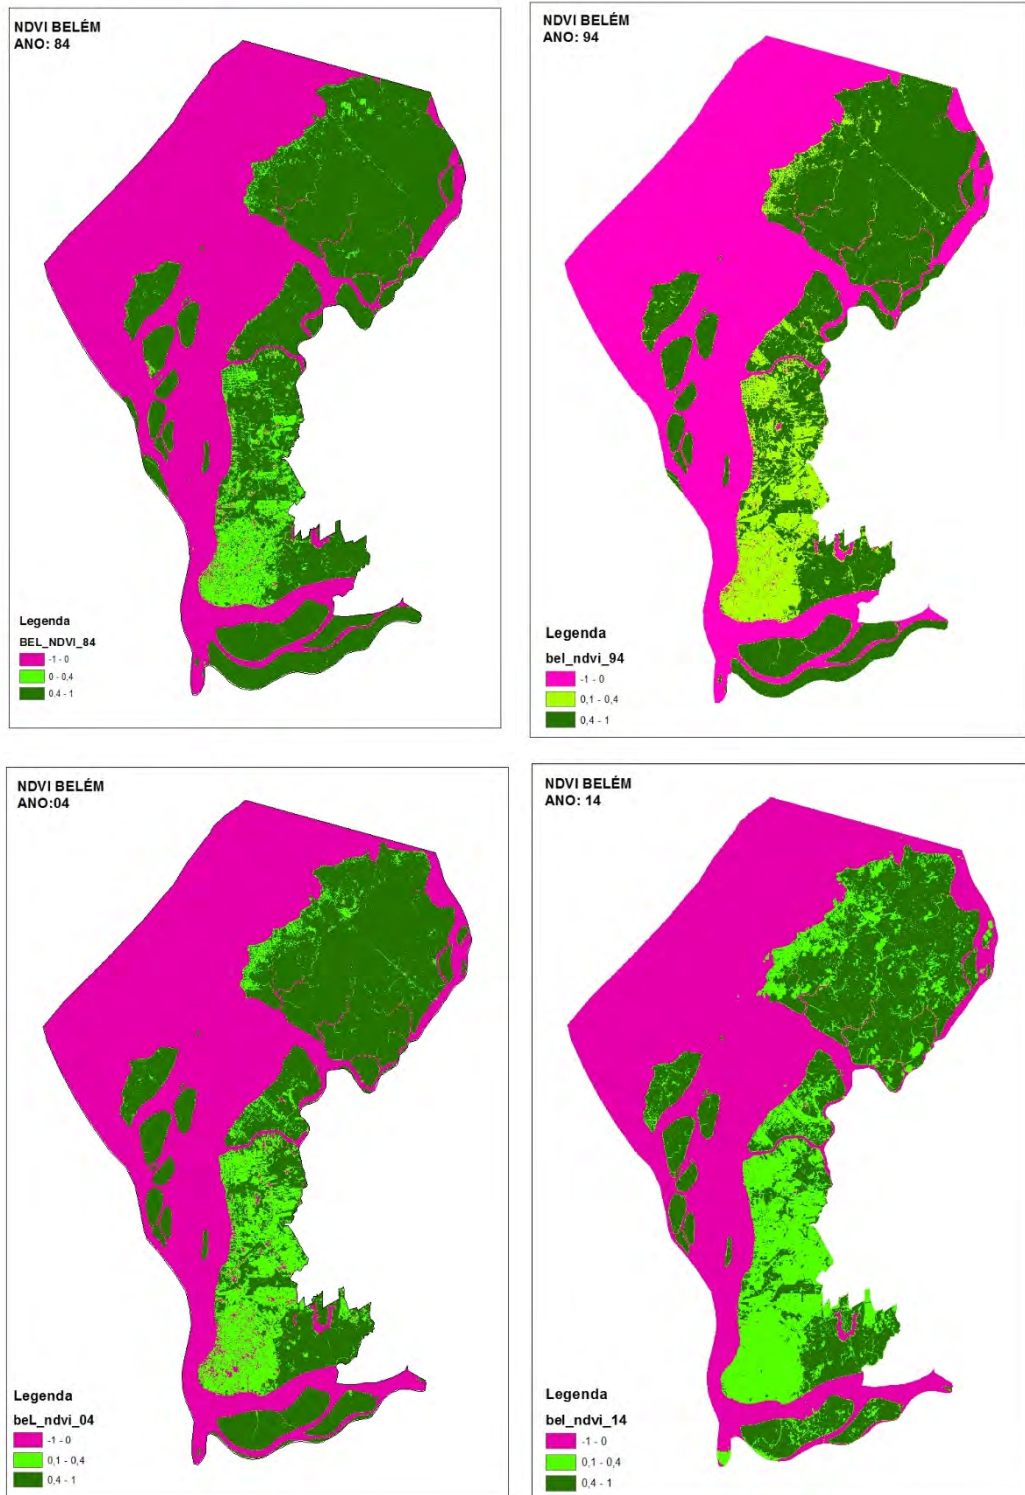 NDVI BELÉM
ANO: 84
Legenda
BEL_NDVI_84
-1 - 0
0 - 0,4
0.4 - 1
NDVI BELÉM
ANO: 94
Legenda
bel_ndvi_94
-1 - 0
0,1 - 0,4
0,4 - 1
NDVI BELÉM
ANO:04
Legenda
beL_ndvi_04
-1 - 0
0,1 - 0,4
0,4 - 1
NDVI BELÉM
ANO: 14
Legenda
bel_ndvi_14
-1 - 0
0,1 - 0,4
0,4 - 1